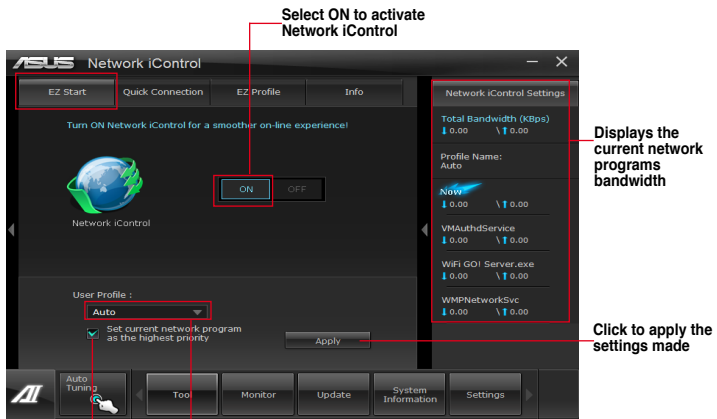 Select ON to activate
Network iControl
ASUS Network iControl
EZ Start Quick Connection EZ Profile Info
Network iControl Settings
Turn ON Network iControl for a smoother on-line experience!
ON OFF
Network iControl
User Profile :
Auto
Set current network program
as the highest priority
Apply
Total Bandwidth (KBps)
0.00 \ 0.00
Profile Name:
Auto
Now
0.00 \ 0.00
VMAuthdService
0.00 \ 0.00
WiFi GO! Server.exe
0.00 \ 0.00
WMPNetworkSvc
0.00 \ 0.00
Displays the
current network
programs
bandwidth
Click to apply the
settings made
Auto
Tuning
Tool Monitor Update System
Information Settings